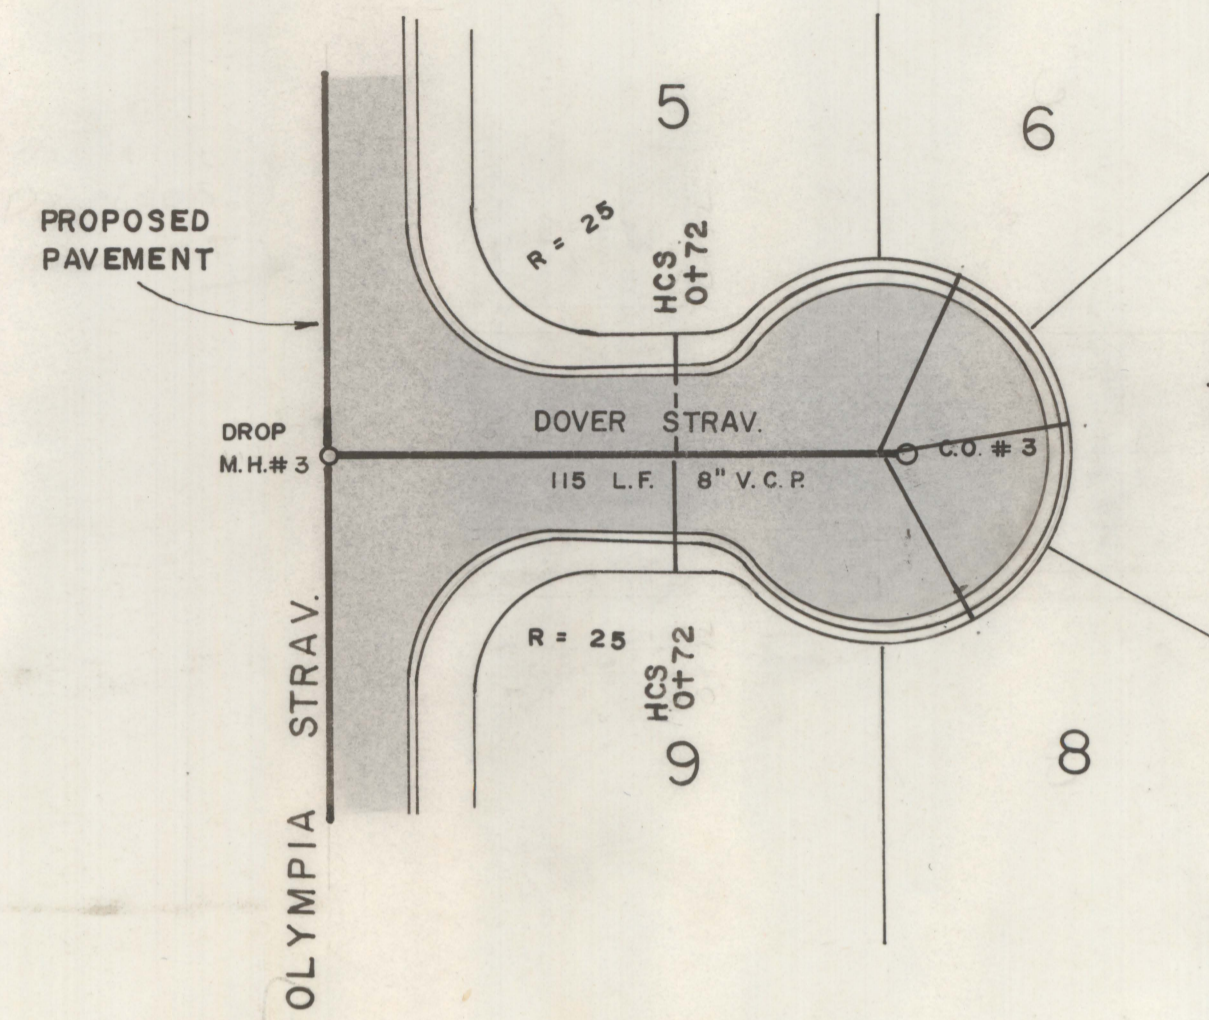 5
6
PROPOSED
PAVEMENT
R = 25
HCS
0+72
DOVER STRAV.
DROP
M.H.# 3
C.O. # 3
115 L.F. 8" V.C.P.
R = 25
HCS
0+72
OLYMPIA STRAV.
9
8